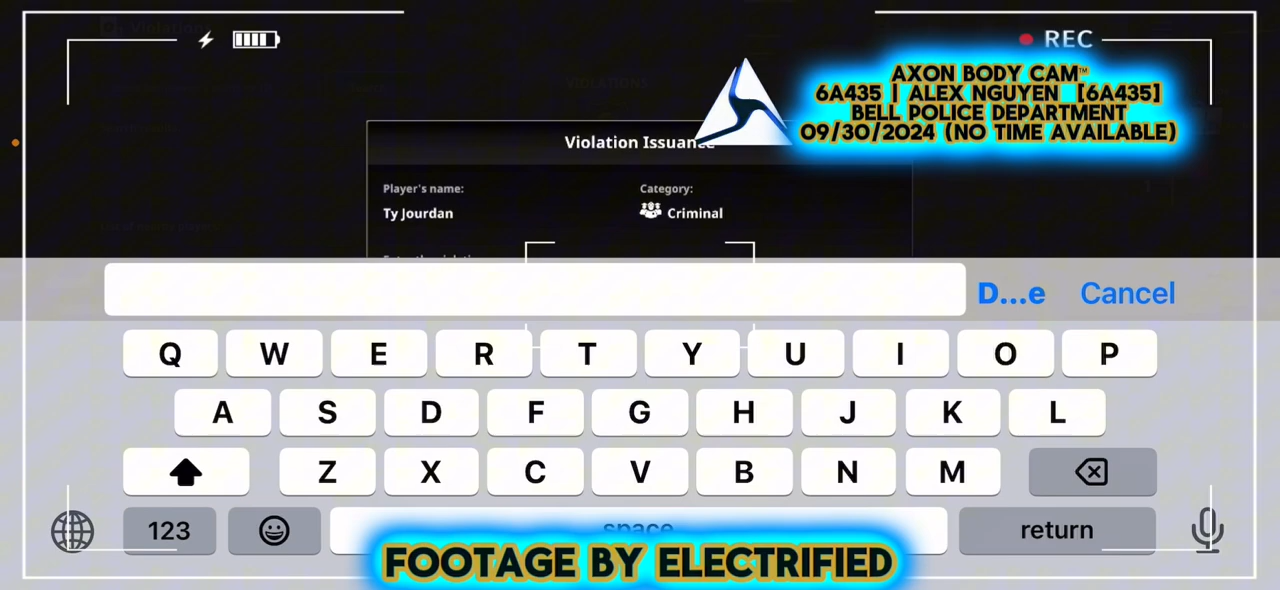 Violations
REC
AXON BODY CAM™
6A435 | ALEX NGUYEN [6A435]
BELL POLICE DEPARTMENT
09/30/2024 (NO TIME AVAILABLE)
VIOLATIONS
Violation Issuance
Player's name:
Category:
Ty Jourdan
Criminal
D...e
Cancel
Q W E R T Y U I O P
A S D F G H J K L
Z X C V B N M
123
space
return
FOOTAGE BY ELECTRIFIED